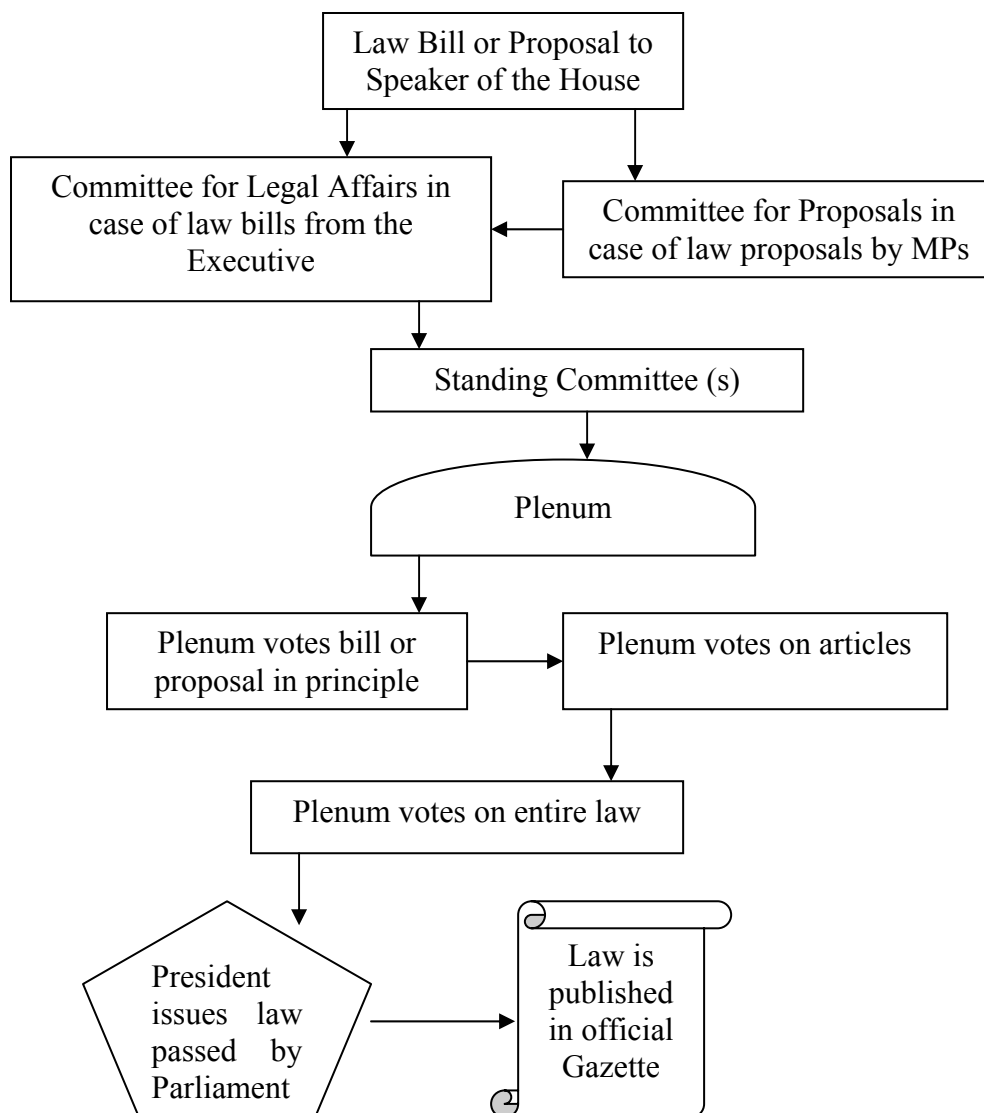 Law Bill or Proposal to
Speaker of the House
Committee for Legal Affairs in
case of law bills from the
Executive
Committee for Proposals in
case of law proposals by MPs
Standing Committee (s)
Plenum
Plenum votes bill or
proposal in principle
Plenum votes on articles
Plenum votes on entire law
President
issues law
passed by
Parliament
Law is
published
in official
Gazette